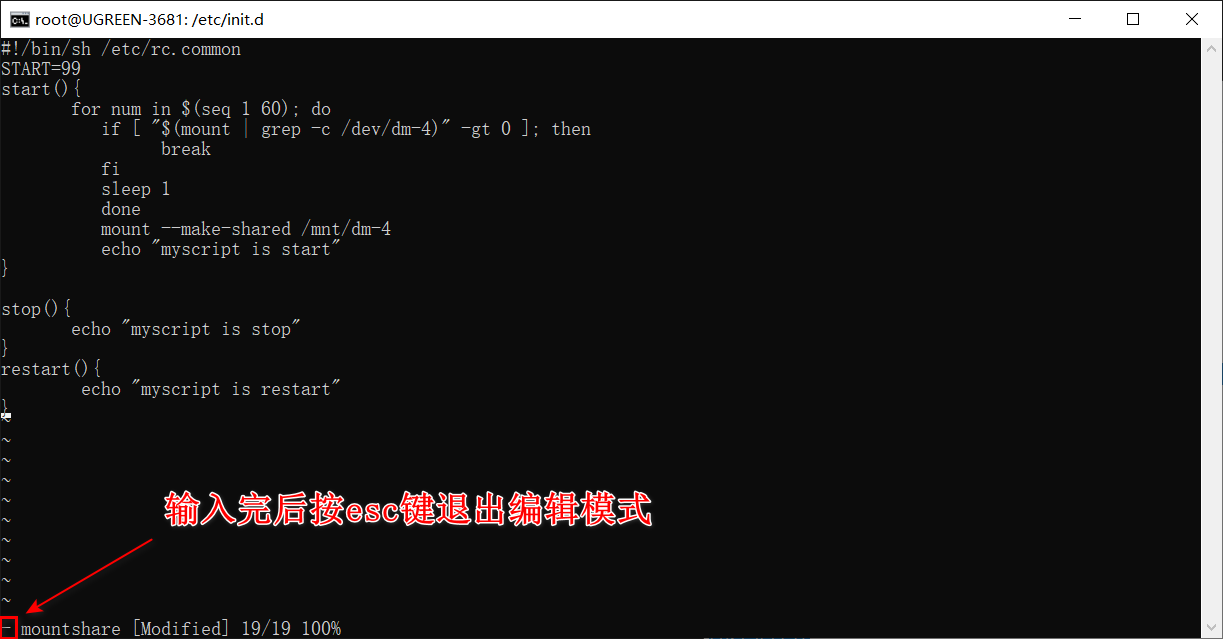 root@UGREEN-3681: /etc/init.d
#!/bin/sh /etc/rc.common
START=99
start(){
for num in $(seq 1 60); do
if [ "$(mount | grep -c /dev/dm-4)" -gt 0 ]; then
break
fi
sleep 1
done
mount --make-shared /mnt/dm-4
echo "myscript is start"
}
stop(){
echo "myscript is stop"
}
restart(){
echo "myscript is restart"
}
~
~
~
~
~
~
~
~
~
~
输入完后按esc键退出编辑模式
- mountshare [Modified] 19/19 100%